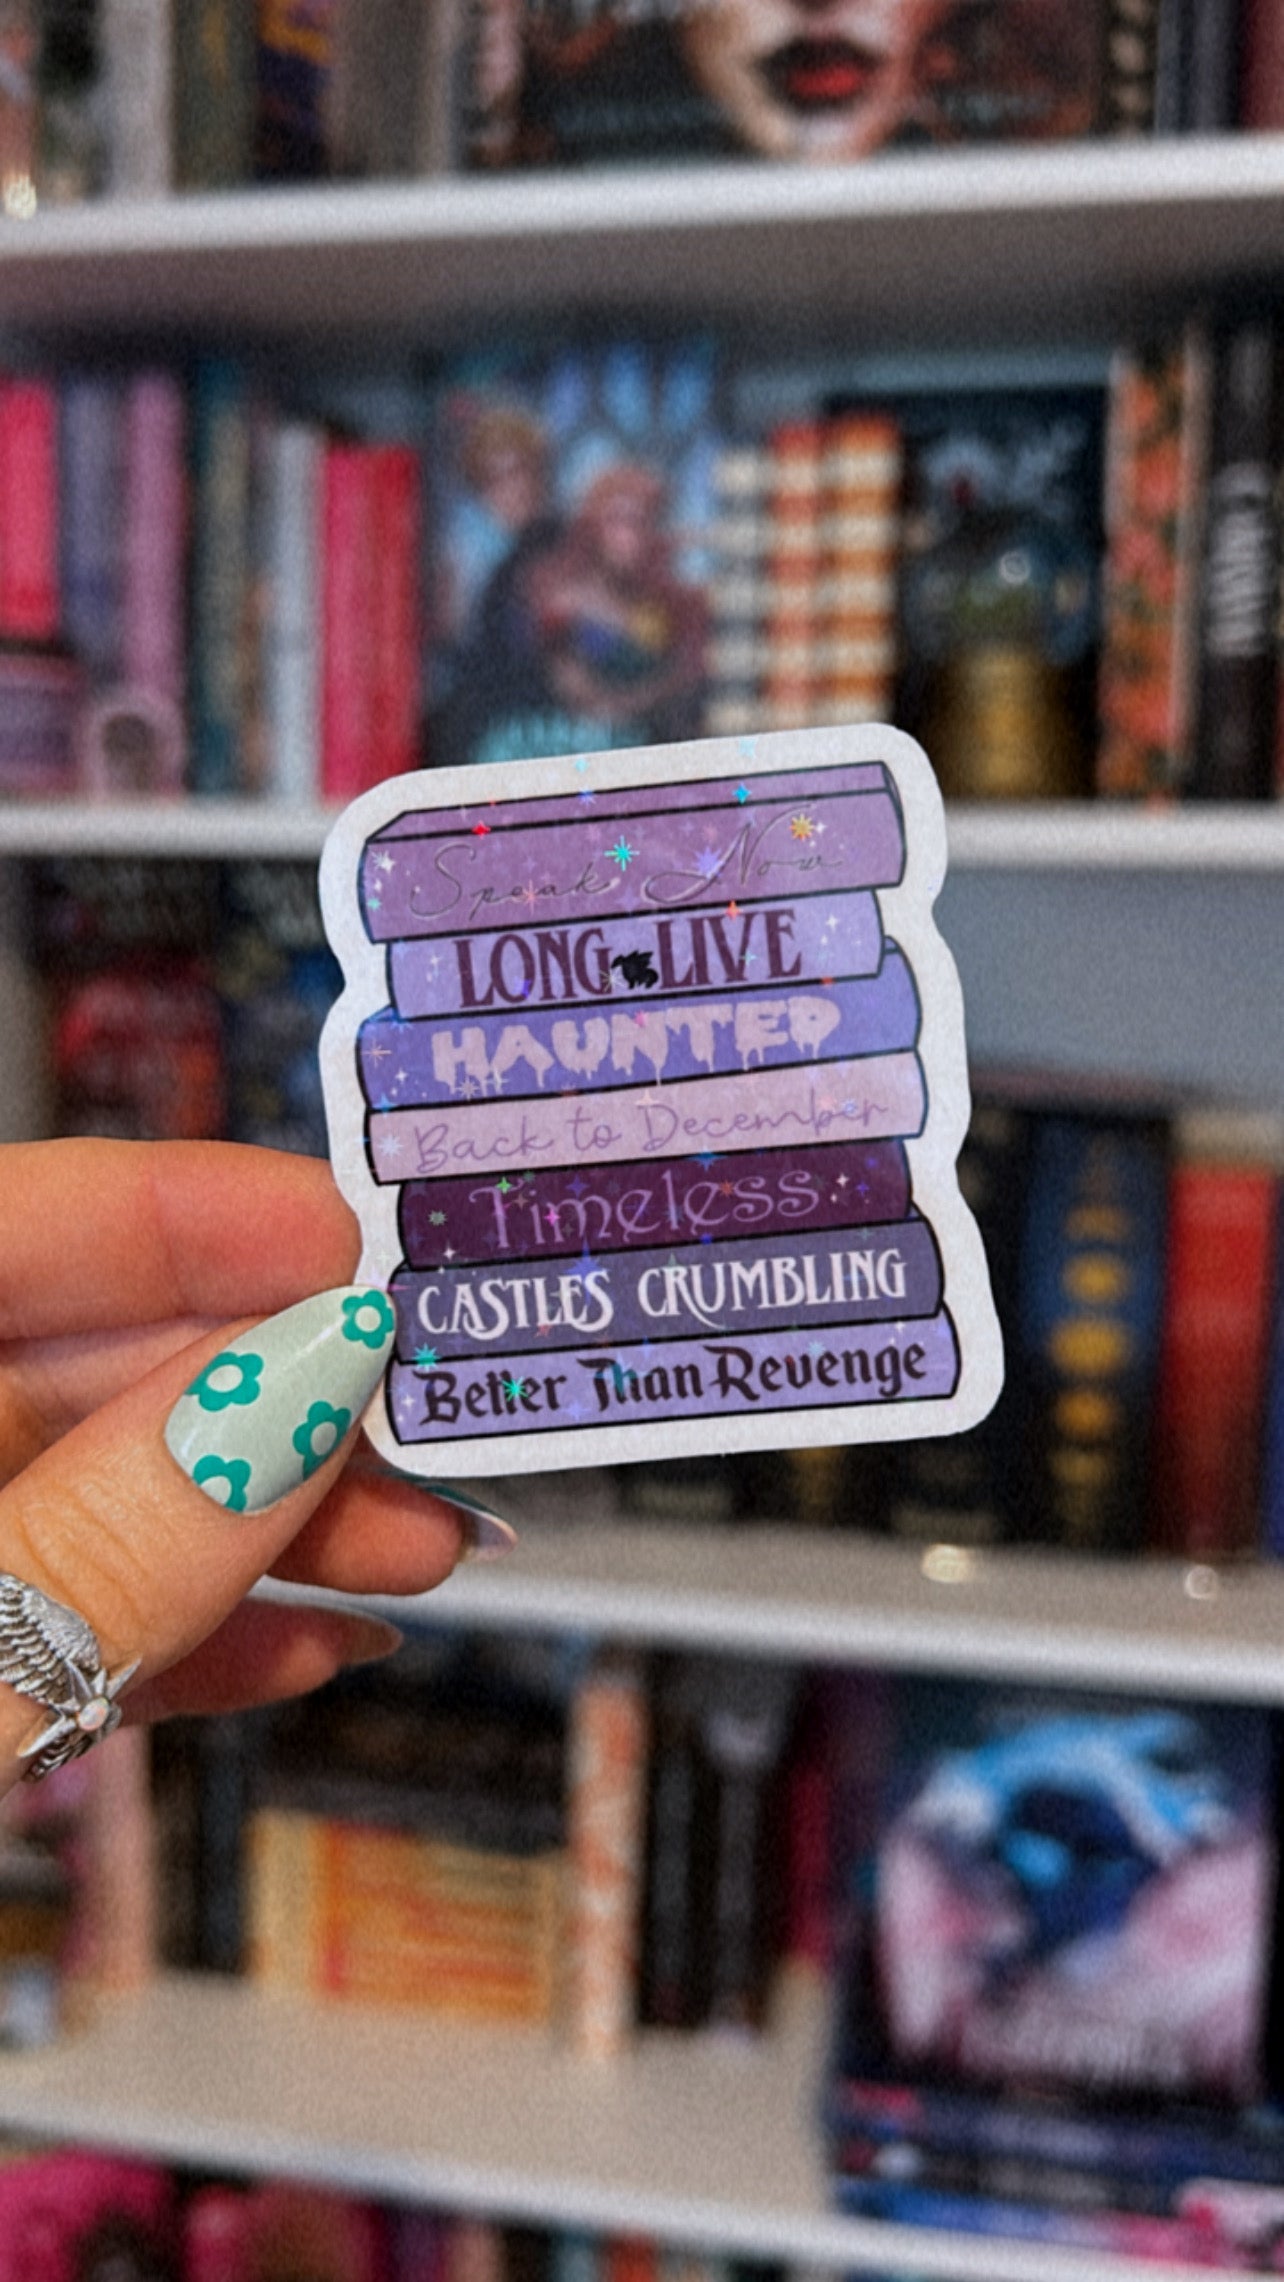 Speak Now
LONG LIVE
HAUNTED
Back to December
Timeless
CASTLES CRUMBLING
Better Than Revenge